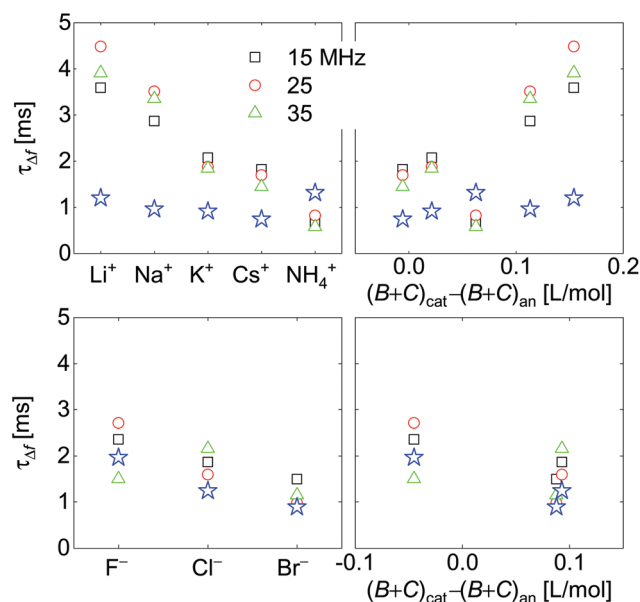 5
4
3
2
1
0
τΔf [ms]
15 MHz
25
35
Li⁺ Na⁺ K⁺ Cs⁺ NH₄⁺
0.0 0.1 0.2
(B+C)cat–(B+C)an [L/mol]
5
4
3
2
1
0
τΔf [ms]
F⁻ Cl⁻ Br⁻
-0.1 0.0 0.1
(B+C)cat–(B+C)an [L/mol]